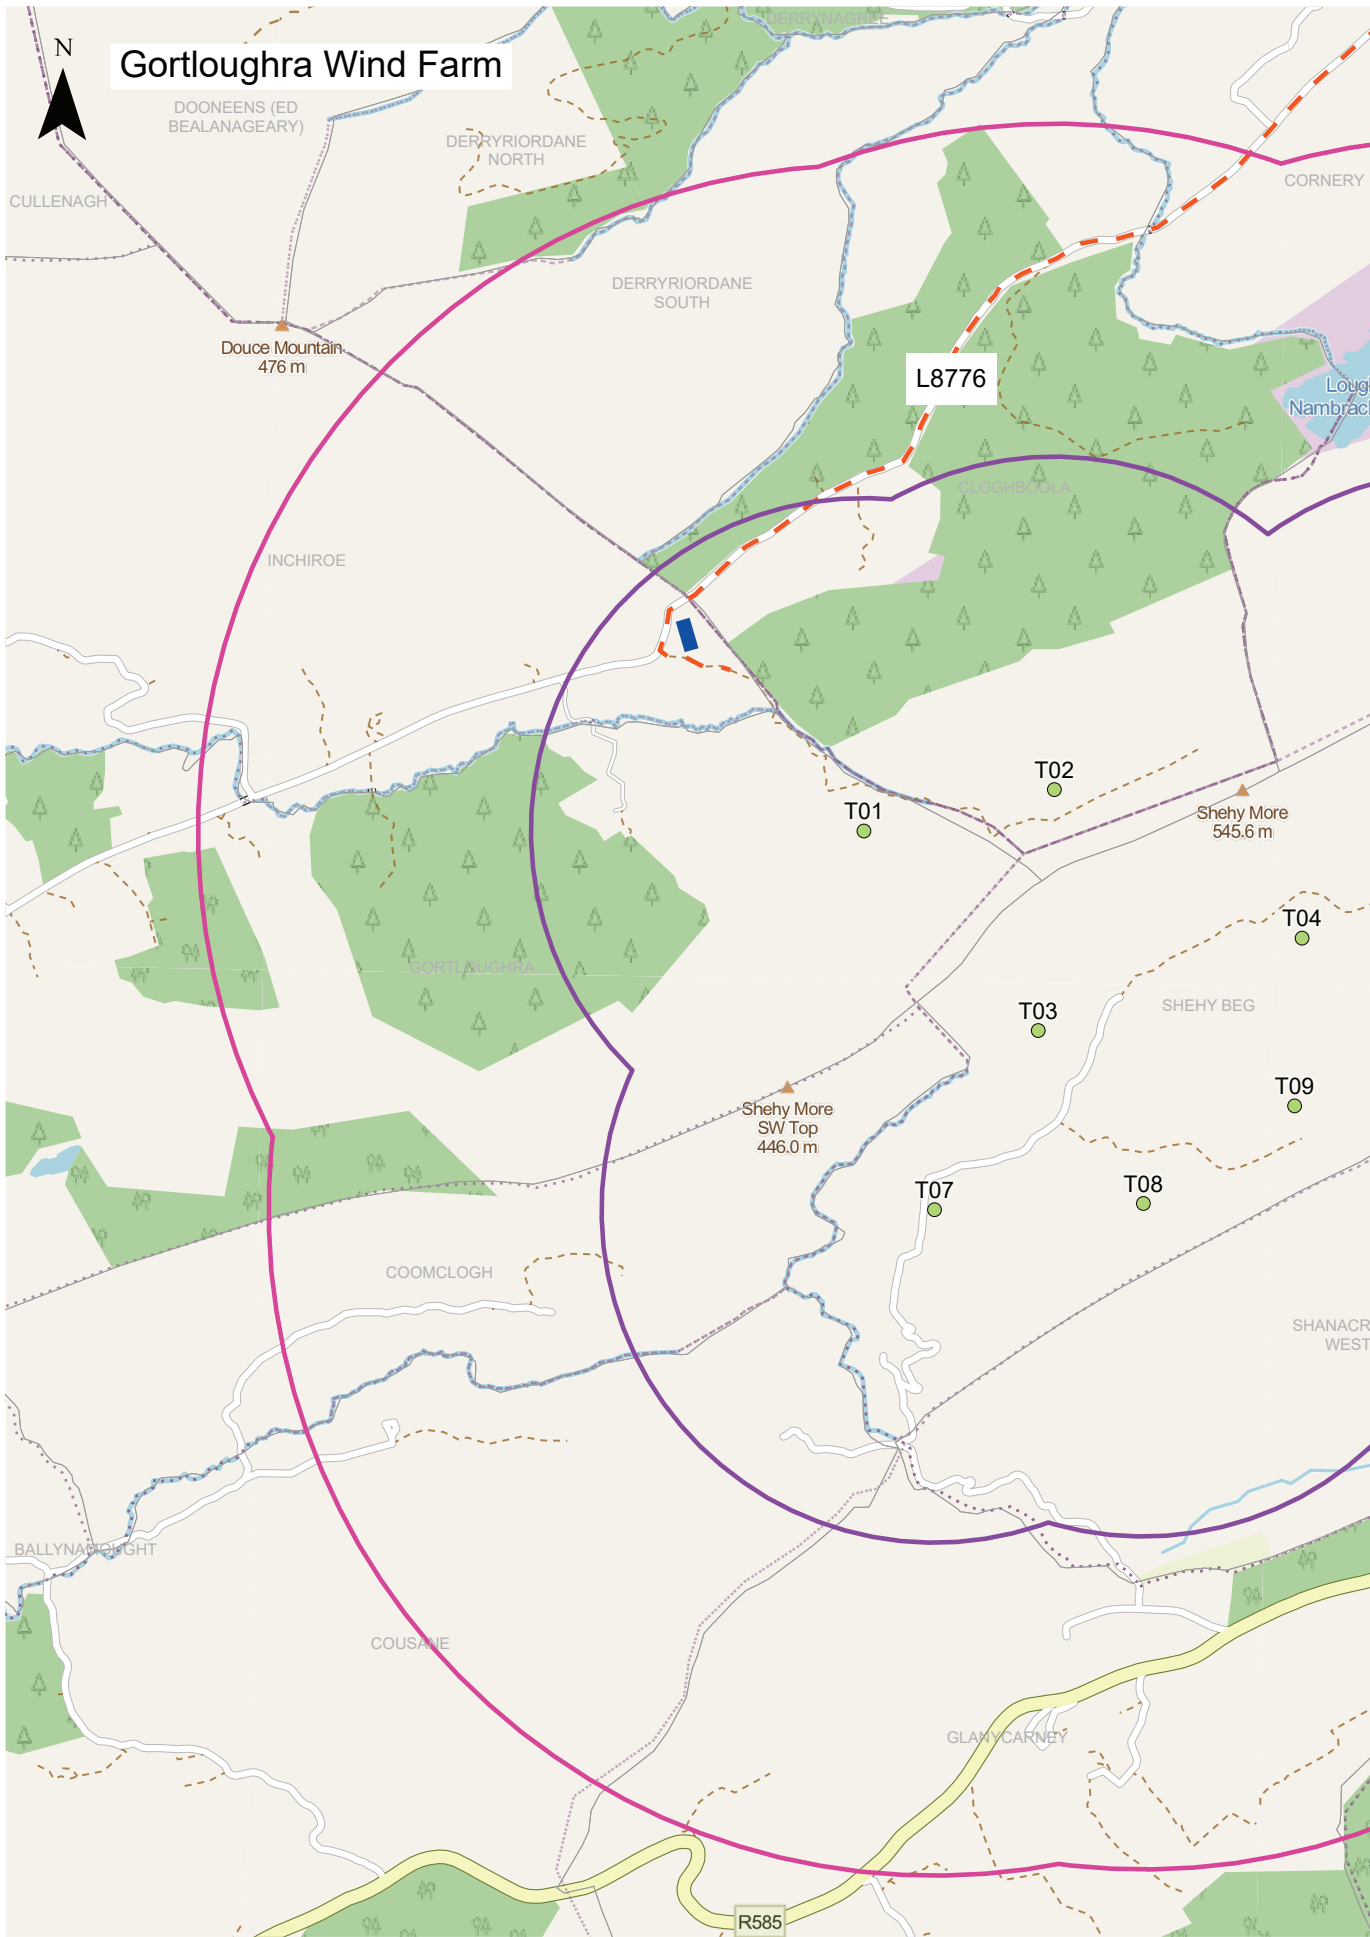 N
Gortloughra Wind Farm
DERRYNAGREE
DOONEENS (ED
BEALANAGEARY)
DERRYRIORDANE
NORTH
CULLENAGH
CORNERY
DERRYRIORDANE
SOUTH
Douce Mountain
476 m
L8776
Loug
Nambrac
CLOGHBOOLA
INCHIROE
T02
T01
Shehy More
545.6 m
T04
GORTLOUGHRA
SHEHY BEG
T03
T09
Shehy More
SW Top
446.0 m
T07
T08
COOMCLOGH
SHANACR
WEST
BALLYNAMOUGHT
COUSANE
GLANYCARNEY
R585